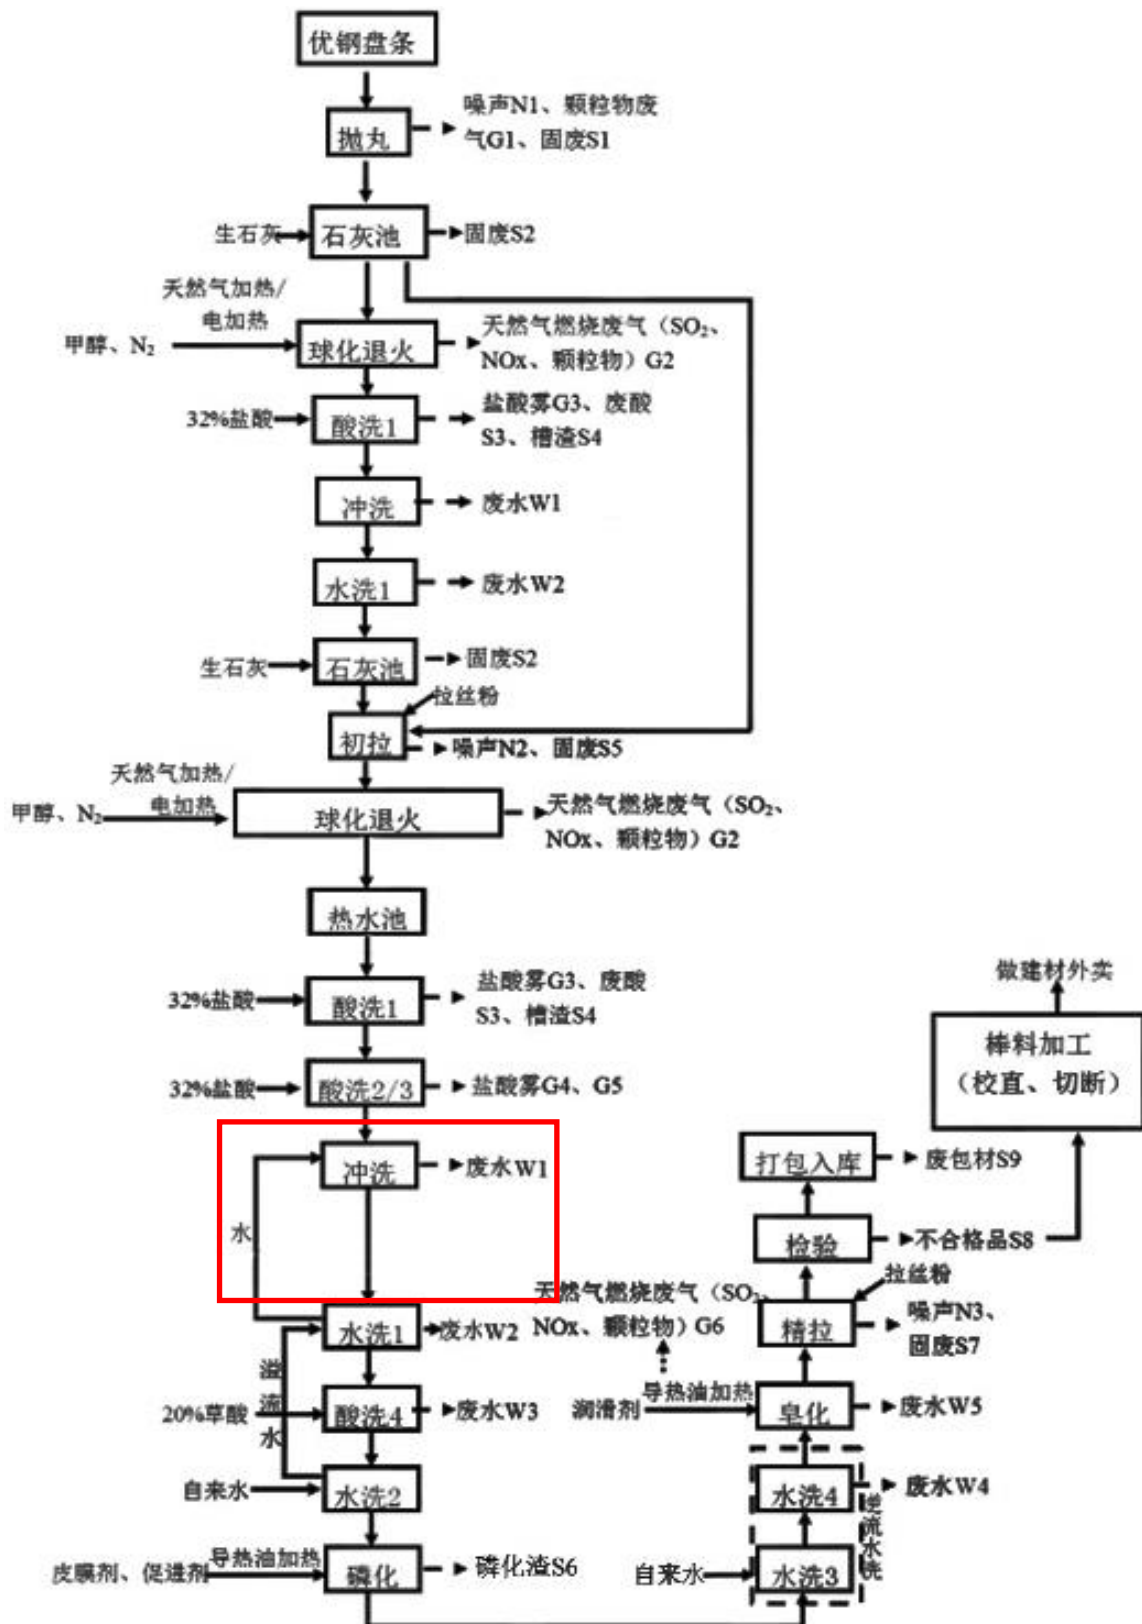 优钢盘条
抛丸
噪声N1、颗粒物废
气G1、固废S1
生石灰
石灰池
固废S2
天然气加热/
电加热
甲醇、N₂
球化退火
天然气燃烧废气（SO₂、
NOx、颗粒物）G2
32%盐酸
酸洗1
盐酸雾G3、废酸
S3、槽渣S4
冲洗
废水W1
水洗1
废水W2
生石灰
石灰池
固废S2
拉丝粉
初拉
噪声N2、固废S5
天然气加热/
电加热
甲醇、N₂
球化退火
天然气燃烧废气（SO₂、
NOx、颗粒物）G2
热水池
32%盐酸
酸洗1
盐酸雾G3、废酸
S3、槽渣S4
32%盐酸
酸洗2/3
盐酸雾G4、G5
冲洗
废水W1
水
水洗1
废水W2
溢流水
20%草酸
酸洗4
废水W3
自来水
水洗2
皮膜剂、促进剂
导热油加热
磷化
磷化渣S6
自来水
水洗3
水洗4
逆流水洗
废水W4
润滑剂
导热油加热
天然气燃烧废气（SO₂、
NOx、颗粒物）G6
皂化
废水W5
精拉
拉丝粉
噪声N3、
固废S7
检验
不合格品S8
打包入库
废包材S9
棒料加工
（校直、切断）
做建材外卖